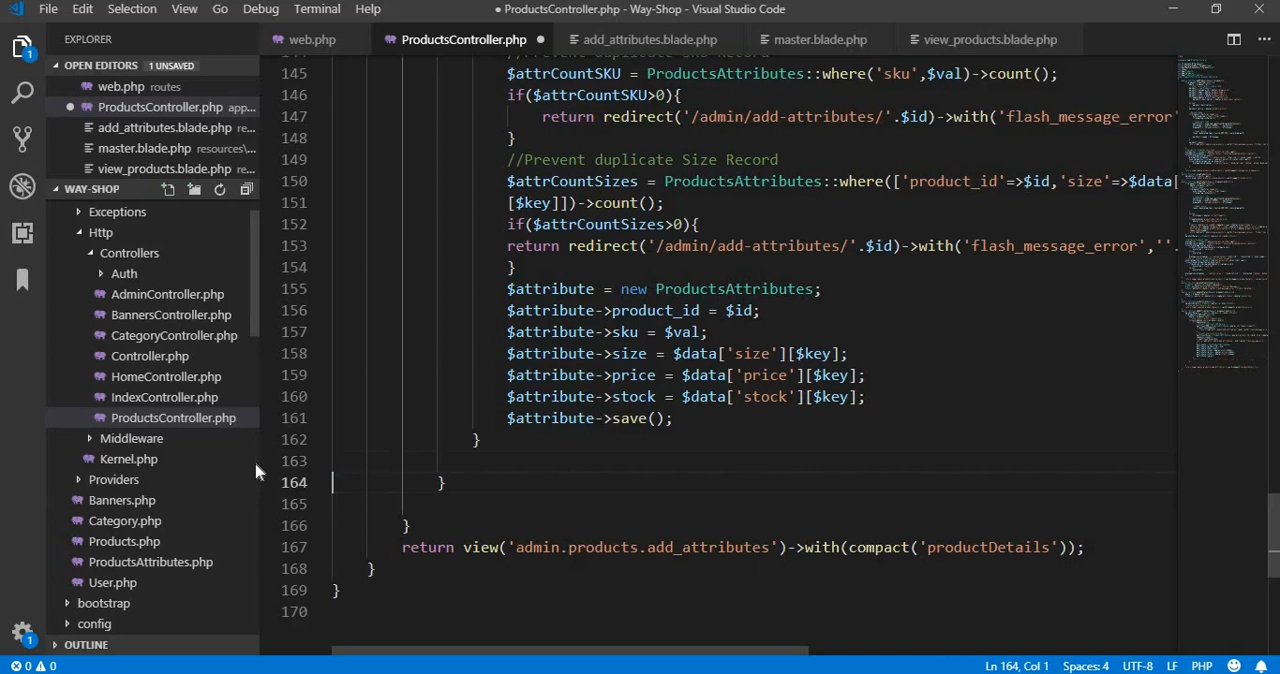 File Edit Selection View Go Debug Terminal Help ● ProductsController.php - Way-Shop - Visual Studio Code
EXPLORER
web.php ProductsController.php add_attributes.blade.php master.blade.php view_products.blade.php
OPEN EDITORS 1 UNSAVED
web.php routes
ProductsController.php app...
add_attributes.blade.php re...
master.blade.php resources\...
view_products.blade.php re...
WAY-SHOP
Exceptions
Http
Controllers
Auth
AdminController.php
BannersController.php
CategoryController.php
Controller.php
HomeController.php
IndexController.php
ProductsController.php
Middleware
Kernel.php
Providers
Banners.php
Category.php
Products.php
ProductsAttributes.php
User.php
bootstrap
config
OUTLINE
145 $attrCountSKU = ProductsAttributes::where('sku',$val)->count();
146 if($attrCountSKU>0){
147 return redirect('/admin/add-attributes/'.$id)->with('flash_message_error'
148 }
149 //Prevent duplicate Size Record
150 $attrCountSizes = ProductsAttributes::where(['product_id'=>$id,'size'=>$data[
151 [$key]])->count();
152 if($attrCountSizes>0){
153 return redirect('/admin/add-attributes/'.$id)->with('flash_message_error',''.
154 }
155 $attribute = new ProductsAttributes;
156 $attribute->product_id = $id;
157 $attribute->sku = $val;
158 $attribute->size = $data['size'][$key];
159 $attribute->price = $data['price'][$key];
160 $attribute->stock = $data['stock'][$key];
161 $attribute->save();
162 }
163
164 }
165
166 }
167 return view('admin.products.add_attributes')->with(compact('productDetails'));
168 }
169 }
170
1
1
0 0 Ln 164, Col 1 Spaces: 4 UTF-8 LF PHP